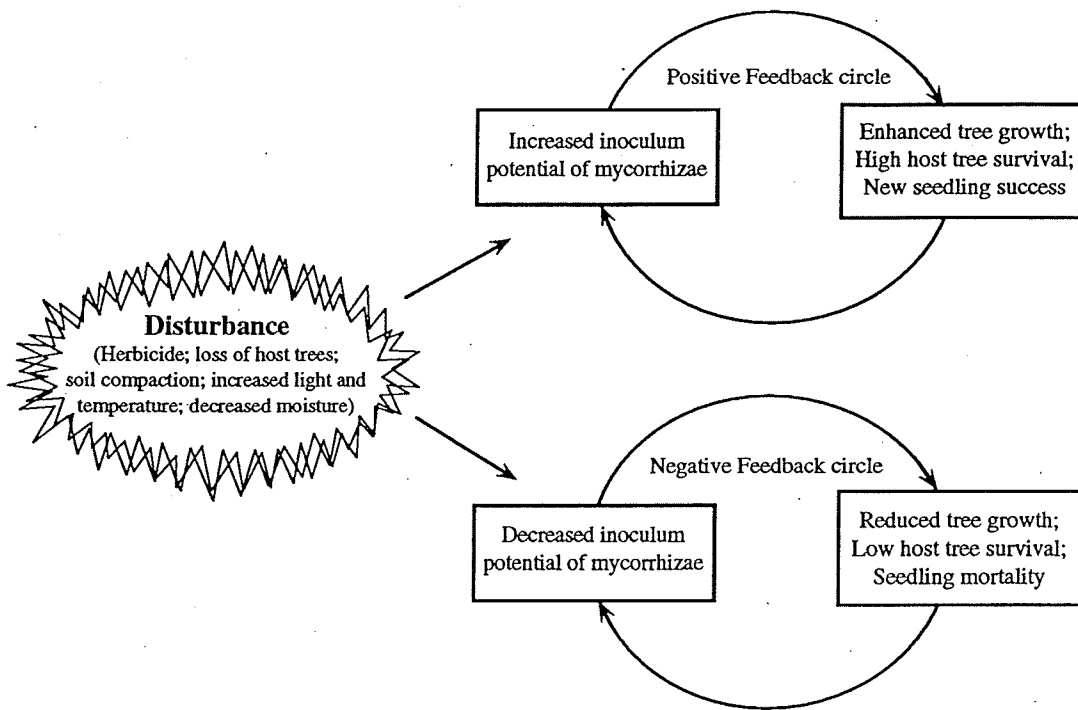 Positive Feedback circle
Increased inoculum
potential of mycorrhizae
Enhanced tree growth;
High host tree survival;
New seedling success
Disturbance
(Herbicide; loss of host trees;
soil compaction; increased light and
temperature; decreased moisture)
Negative Feedback circle
Decreased inoculum
potential of mycorrhizae
Reduced tree growth;
Low host tree survival;
Seedling mortality